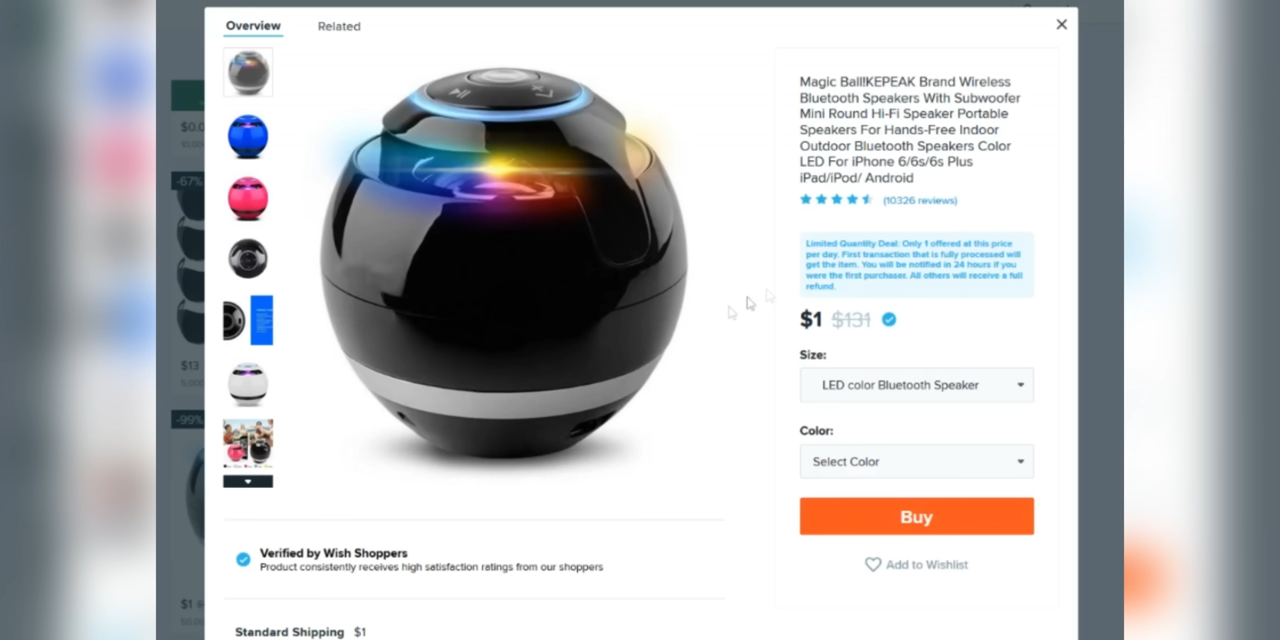 Overview
Related
-67%
$13
-99%
$1
Magic Ball!KEPEAK Brand Wireless
Bluetooth Speakers With Subwoofer
Mini Round Hi-Fi Speaker Portable
Speakers For Hands-Free Indoor
Outdoor Bluetooth Speakers Color
LED For iPhone 6/6s/6s Plus
iPad/iPod/ Android
(10326 reviews)
Limited Quantity Deal: Only 1 offered at this price
per day. First transaction that is fully processed will
get the item. You will be notified in 24 hours if you
were the first purchaser. All others will receive a full
refund.
$1 $131
Size:
LED color Bluetooth Speaker
Color:
Select Color
Buy
Add to Wishlist
Verified by Wish Shoppers
Product consistently receives high satisfaction ratings from our shoppers
Standard Shipping $1